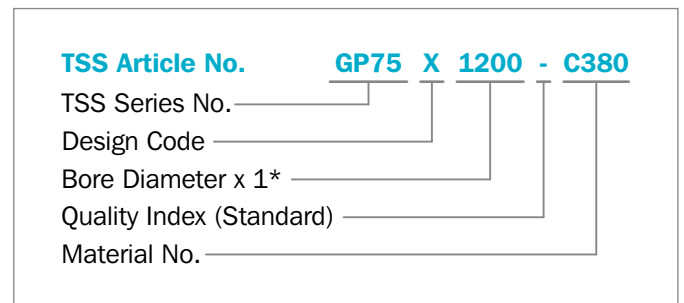 TSS Article No. GP75 X 1200 - C380
TSS Series No.
Design Code
Bore Diameter x 1*
Quality Index (Standard)
Material No.